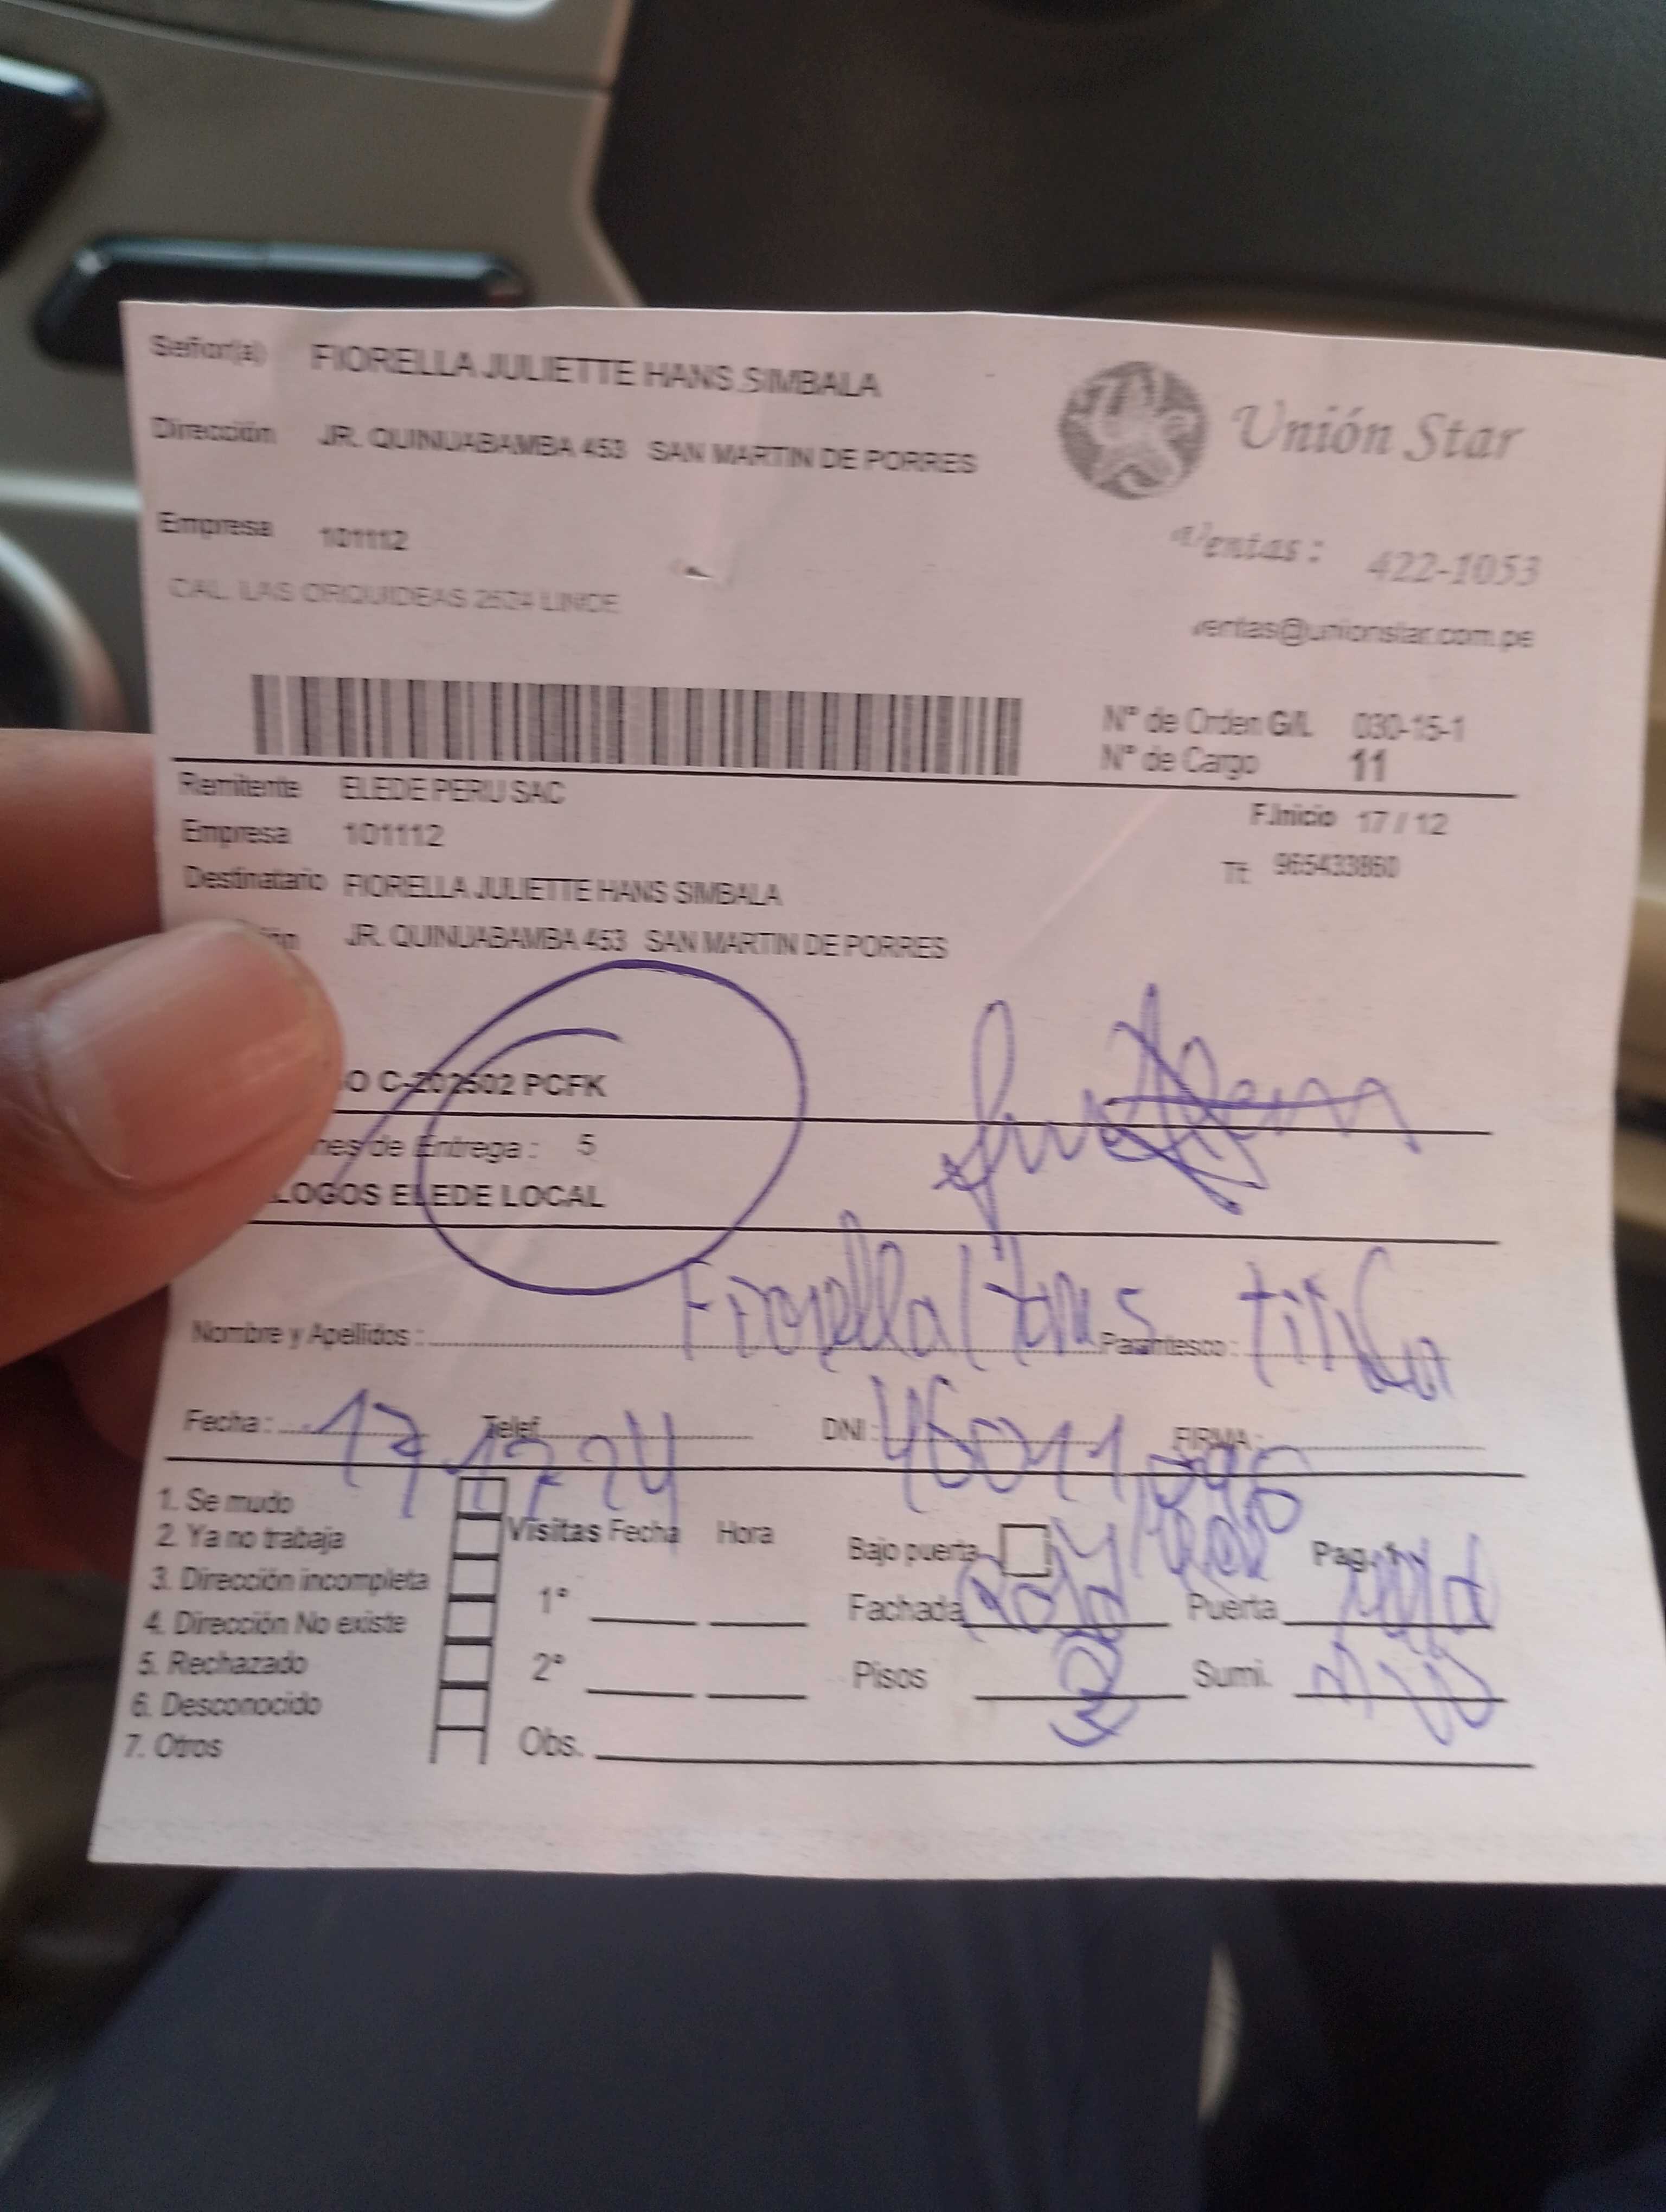 Señor(a) FIORELLA JULIETTE HANS SIMBALA
Dirección JR. QUINUABAMBA 453 SAN MARTIN DE PORRES
Unión Star
Empresa 101112
Ventas: 422-1053
CAL. LAS ORQUIDEAS 2624 LINCE
ventas@unionstar.com.pe
N° de Orden G/L 030-15-1
N° de Cargo 11
Remitente ELEDE PERU SAC
F.Inicio 17 / 12
Empresa 101112
Tf: 965433860
Destinatario FIORELLA JULIETTE HANS SIMBALA
JR. QUINUABAMBA 453 SAN MARTIN DE PORRES
O C-202502 PCFK
nes de Entrega : 5
LOGOS ELEDE LOCAL
Nombre y Apellidos : Fiorella Hans Parentesco : titular
Fecha : 17 12 24 Telef. DNI : FIRMA :
1. Se mudo
2. Ya no trabaja
3. Dirección incompleta
4. Dirección No existe
5. Rechazado
6. Desconocido
7. Otros
Visitas Fecha Hora
1°
2°
Obs.
Bajo puerta Pag. 1
Fachada Puerta
Pisos Sumi.